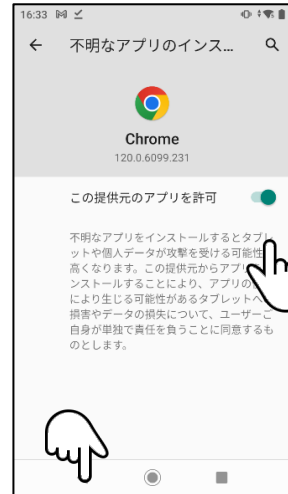 16:33
不明なアプリのインス...
Chrome
120.0.6099.231
この提供元のアプリを許可
不明なアプリをインストールするとタブレ
ットや個人データが攻撃を受ける可能性
高くなります。この提供元からアプリ
ンストールすることにより、アプリの
により生じる可能性があるタブレットへ
損害やデータの損失について、ユーザーご
自身が単独で責任を負うことに同意するも
のとします。